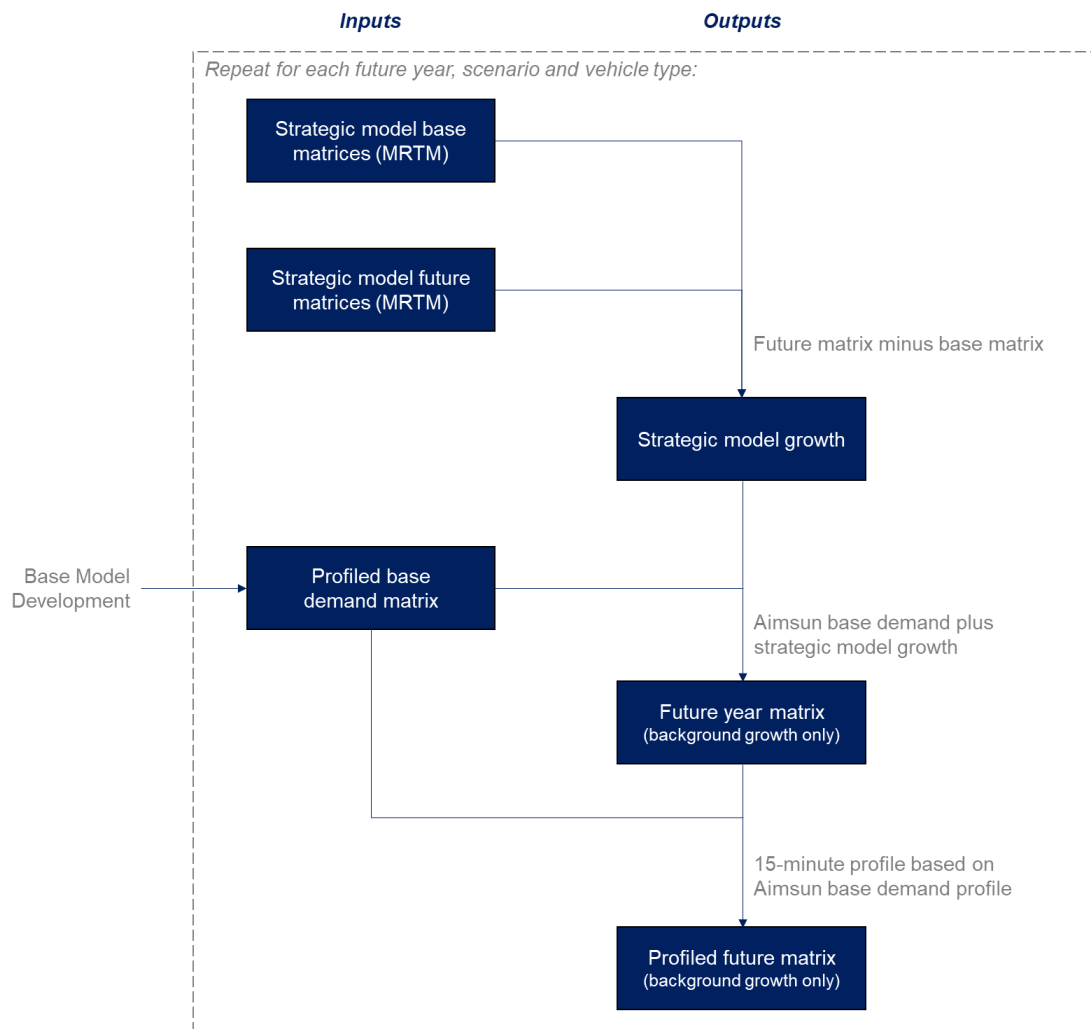 Inputs
Outputs
Repeat for each future year, scenario and vehicle type:
Strategic model base
matrices (MRTM)
Strategic model future
matrices (MRTM)
Future matrix minus base matrix
Strategic model growth
Base Model
Development
Profiled base
demand matrix
Aimsun base demand plus
strategic model growth
Future year matrix
(background growth only)
15-minute profile based on
Aimsun base demand profile
Profiled future matrix
(background growth only)